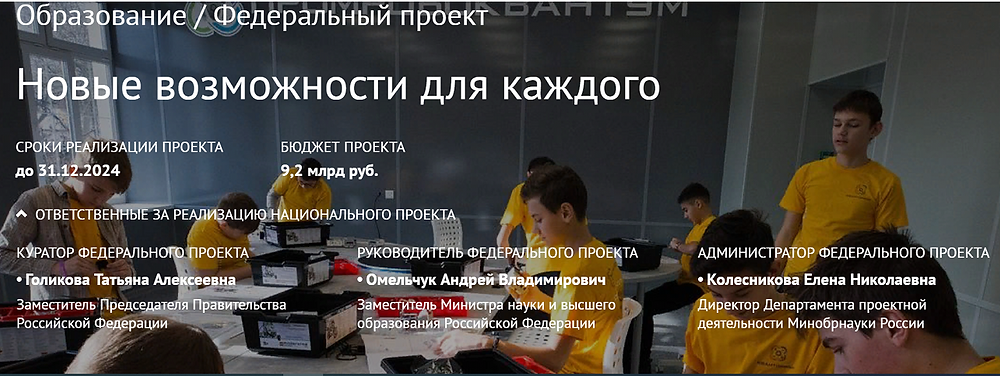 Образование / Федеральный проект
Новые возможности для каждого
СРОКИ РЕАЛИЗАЦИИ ПРОЕКТА
до 31.12.2024
БЮДЖЕТ ПРОЕКТА
9,2 млрд руб.
ОТВЕТСТВЕННЫЕ ЗА РЕАЛИЗАЦИЮ НАЦИОНАЛЬНОГО ПРОЕКТА
КУРАТОР ФЕДЕРАЛЬНОГО ПРОЕКТА
• Голикова Татьяна Алексеевна
Заместитель Председателя Правительства
Российской Федерации
РУКОВОДИТЕЛЬ ФЕДЕРАЛЬНОГО ПРОЕКТА
• Омельчук Андрей Владимирович
Заместитель Министра науки и высшего
образования Российской Федерации
АДМИНИСТРАТОР ФЕДЕРАЛЬНОГО ПРОЕКТА
• Колесникова Елена Николаевна
Директор Департамента проектной
деятельности Минобрнауки России